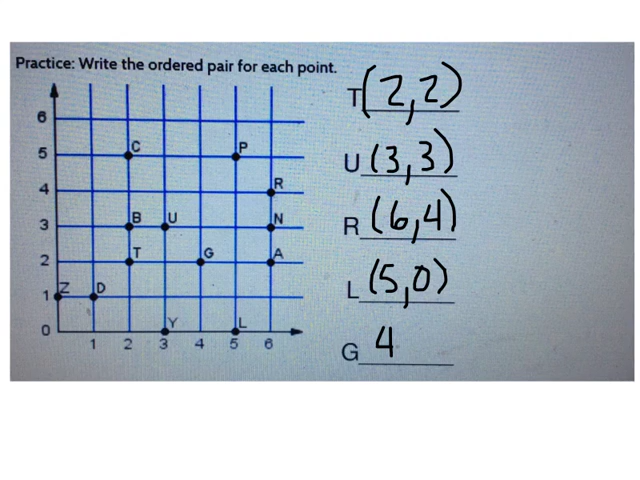 Practice: Write the ordered pair for each point.
T (2,2)
U (3,3)
R (6,4)
L (5,0)
G 4
6
5
4
3
2
1
0
C P
R
B U N
T G A
Z D
Y L
1 2 3 4 5 6